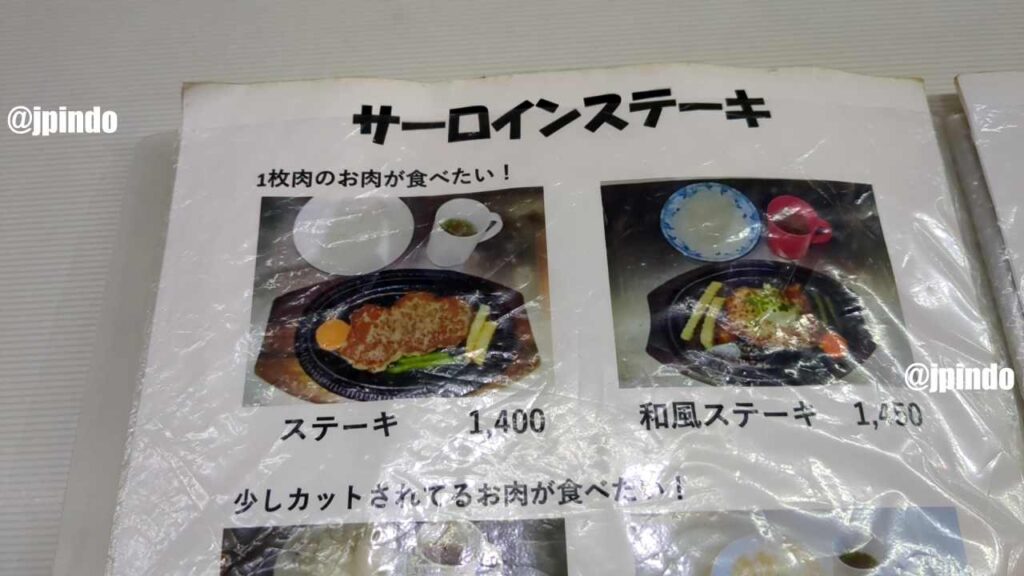 サーロインステーキ
@jpindo
1枚肉のお肉が食べたい！
ステーキ 1,400
和風ステーキ 1,450
@jpindo
少しカットされてるお肉が食べたい！